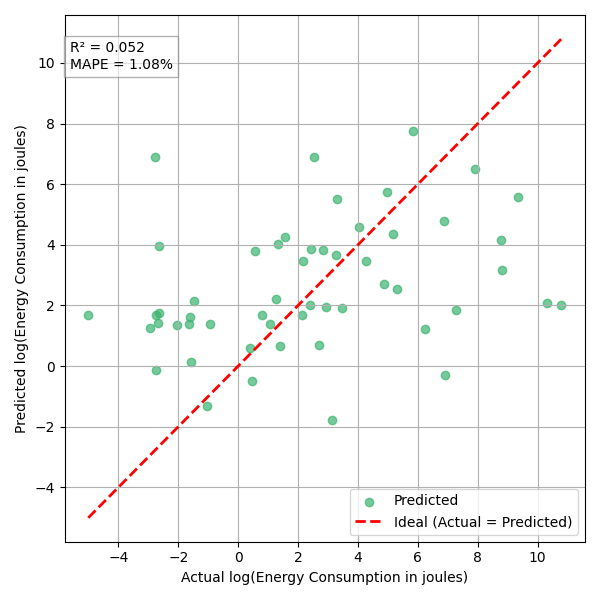 R² = 0.052
MAPE = 1.08%
10
8
6
4
2
0
−2
−4
Predicted log(Energy Consumption in joules)
Predicted
Ideal (Actual = Predicted)
−4 −2 0 2 4 6 8 10
Actual log(Energy Consumption in joules)